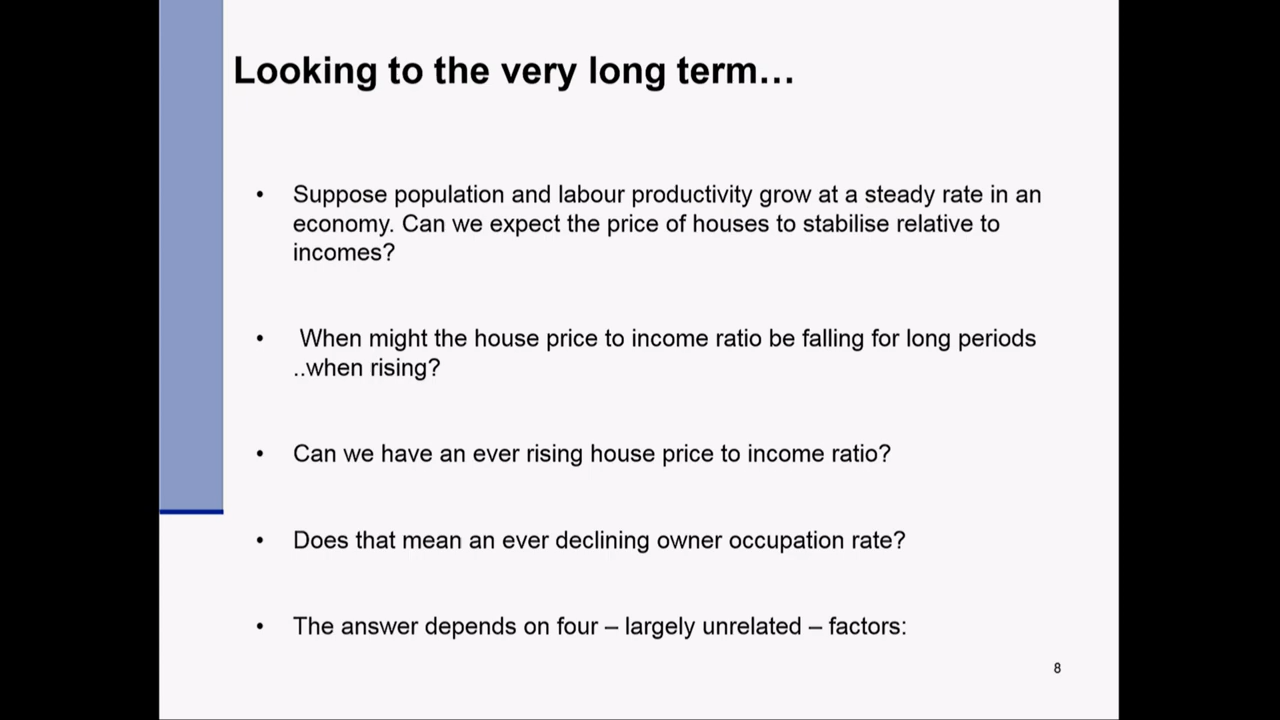 Looking to the very long term…
• Suppose population and labour productivity grow at a steady rate in an
economy. Can we expect the price of houses to stabilise relative to
incomes?
• When might the house price to income ratio be falling for long periods
..when rising?
• Can we have an ever rising house price to income ratio?
• Does that mean an ever declining owner occupation rate?
• The answer depends on four – largely unrelated – factors:
8